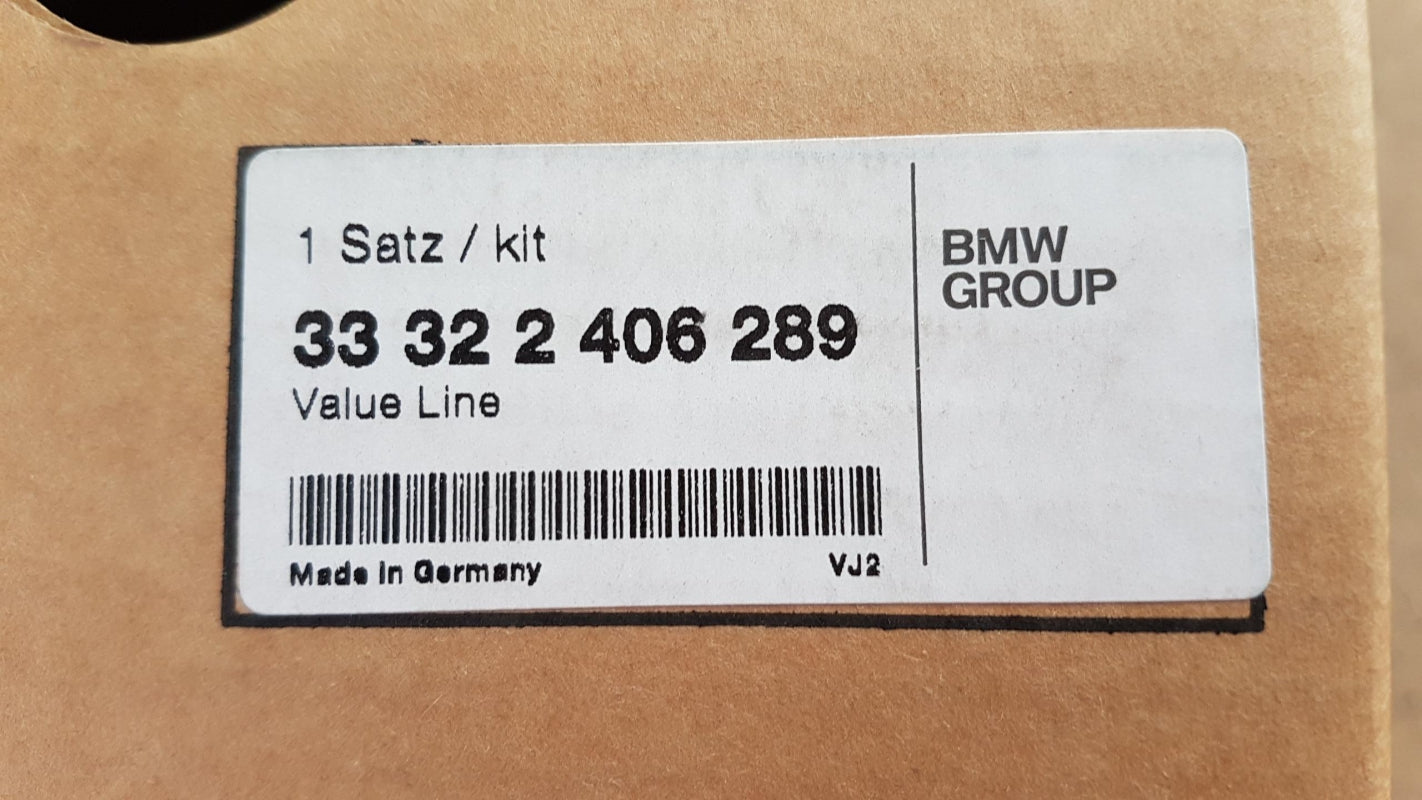 1 Satz / kit
33 32 2 406 289
Value Line
Made in Germany
VJ2
BMW
GROUP